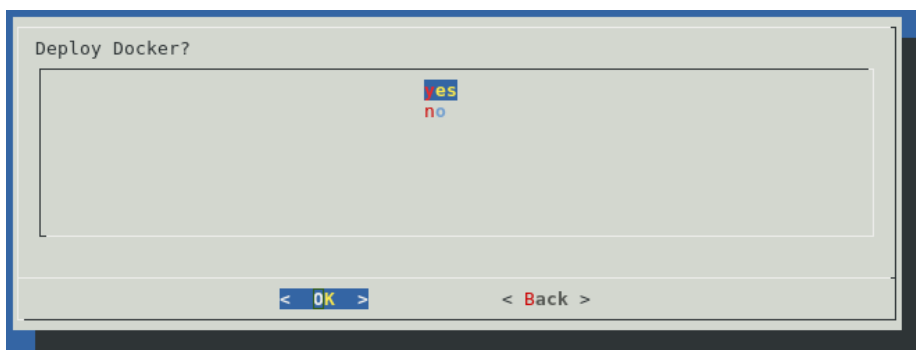 Deploy Docker?
yes
no
< OK > < Back >